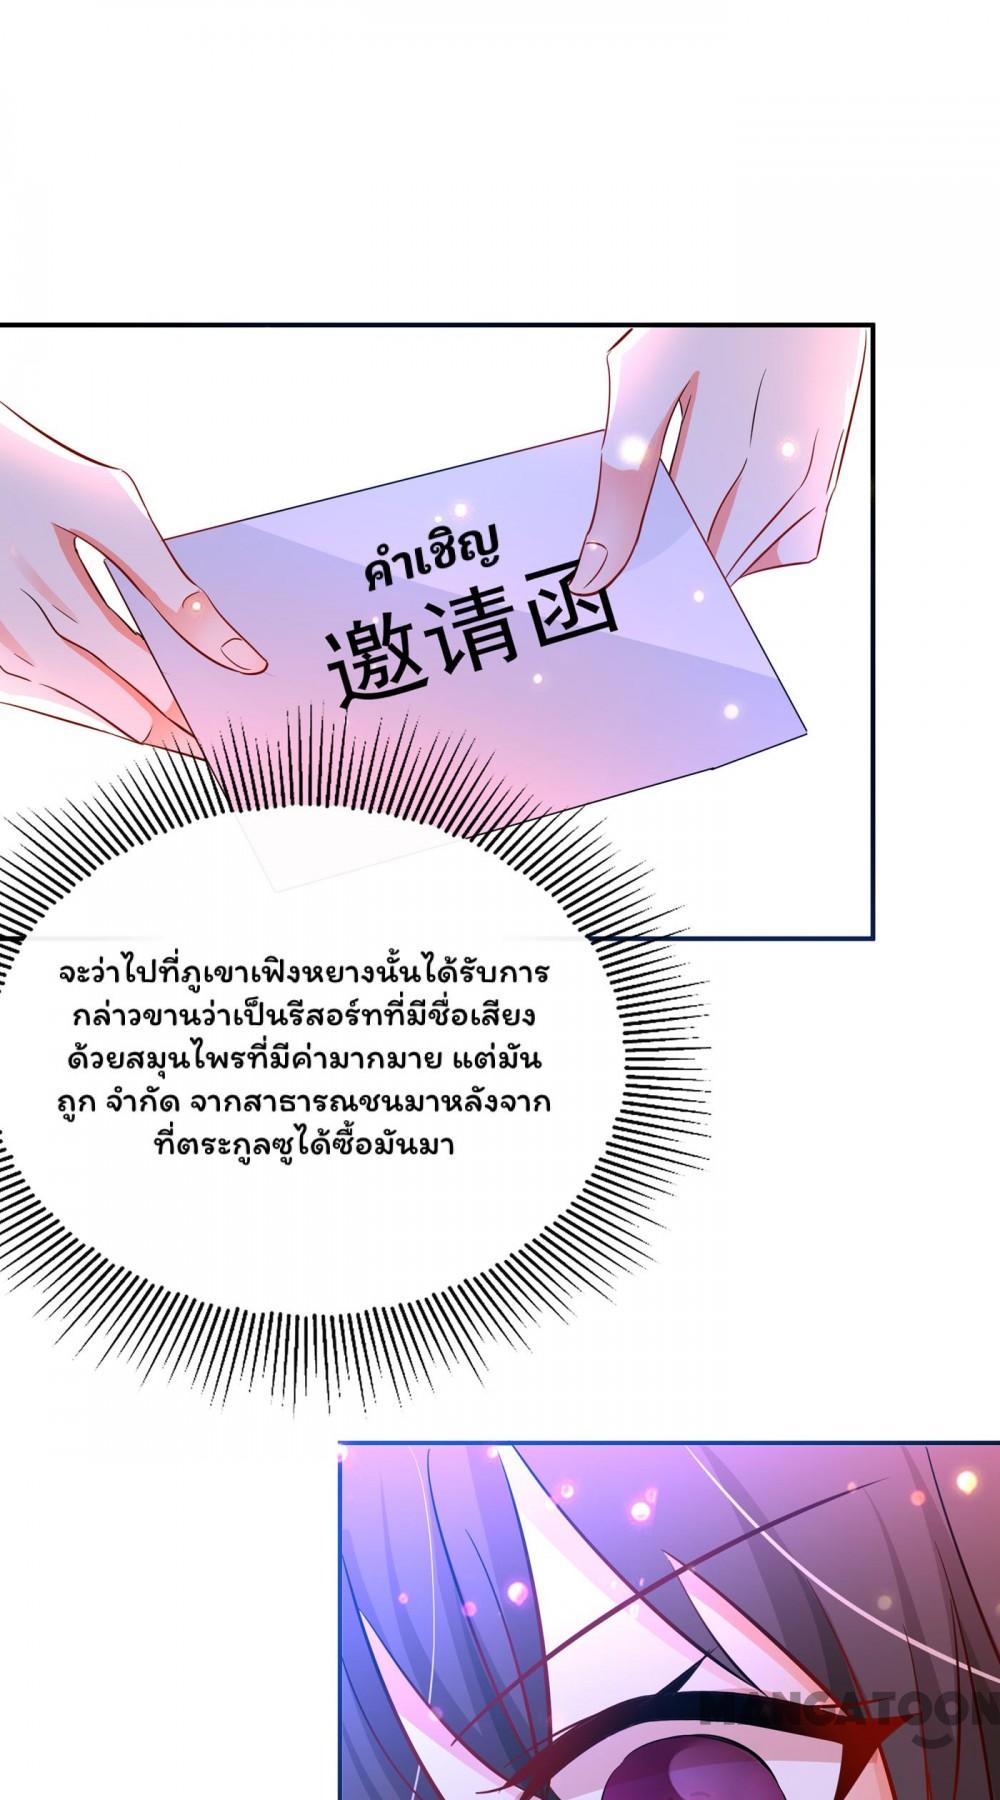 คำเชิญ
邀请函
จะว่าไปที่ภูเขาเฟิงหยางนั้นได้รับการ
กล่าวขานว่าเป็นรีสอร์ทที่มีชื่อเสียง
ด้วยสมุนไพรที่มีค่ามากมาย แต่มัน
ถูก จำกัด จากสาธารณชนมาหลังจาก
ที่ตระกูลซูได้ซื้อมันมา
MANGATOON